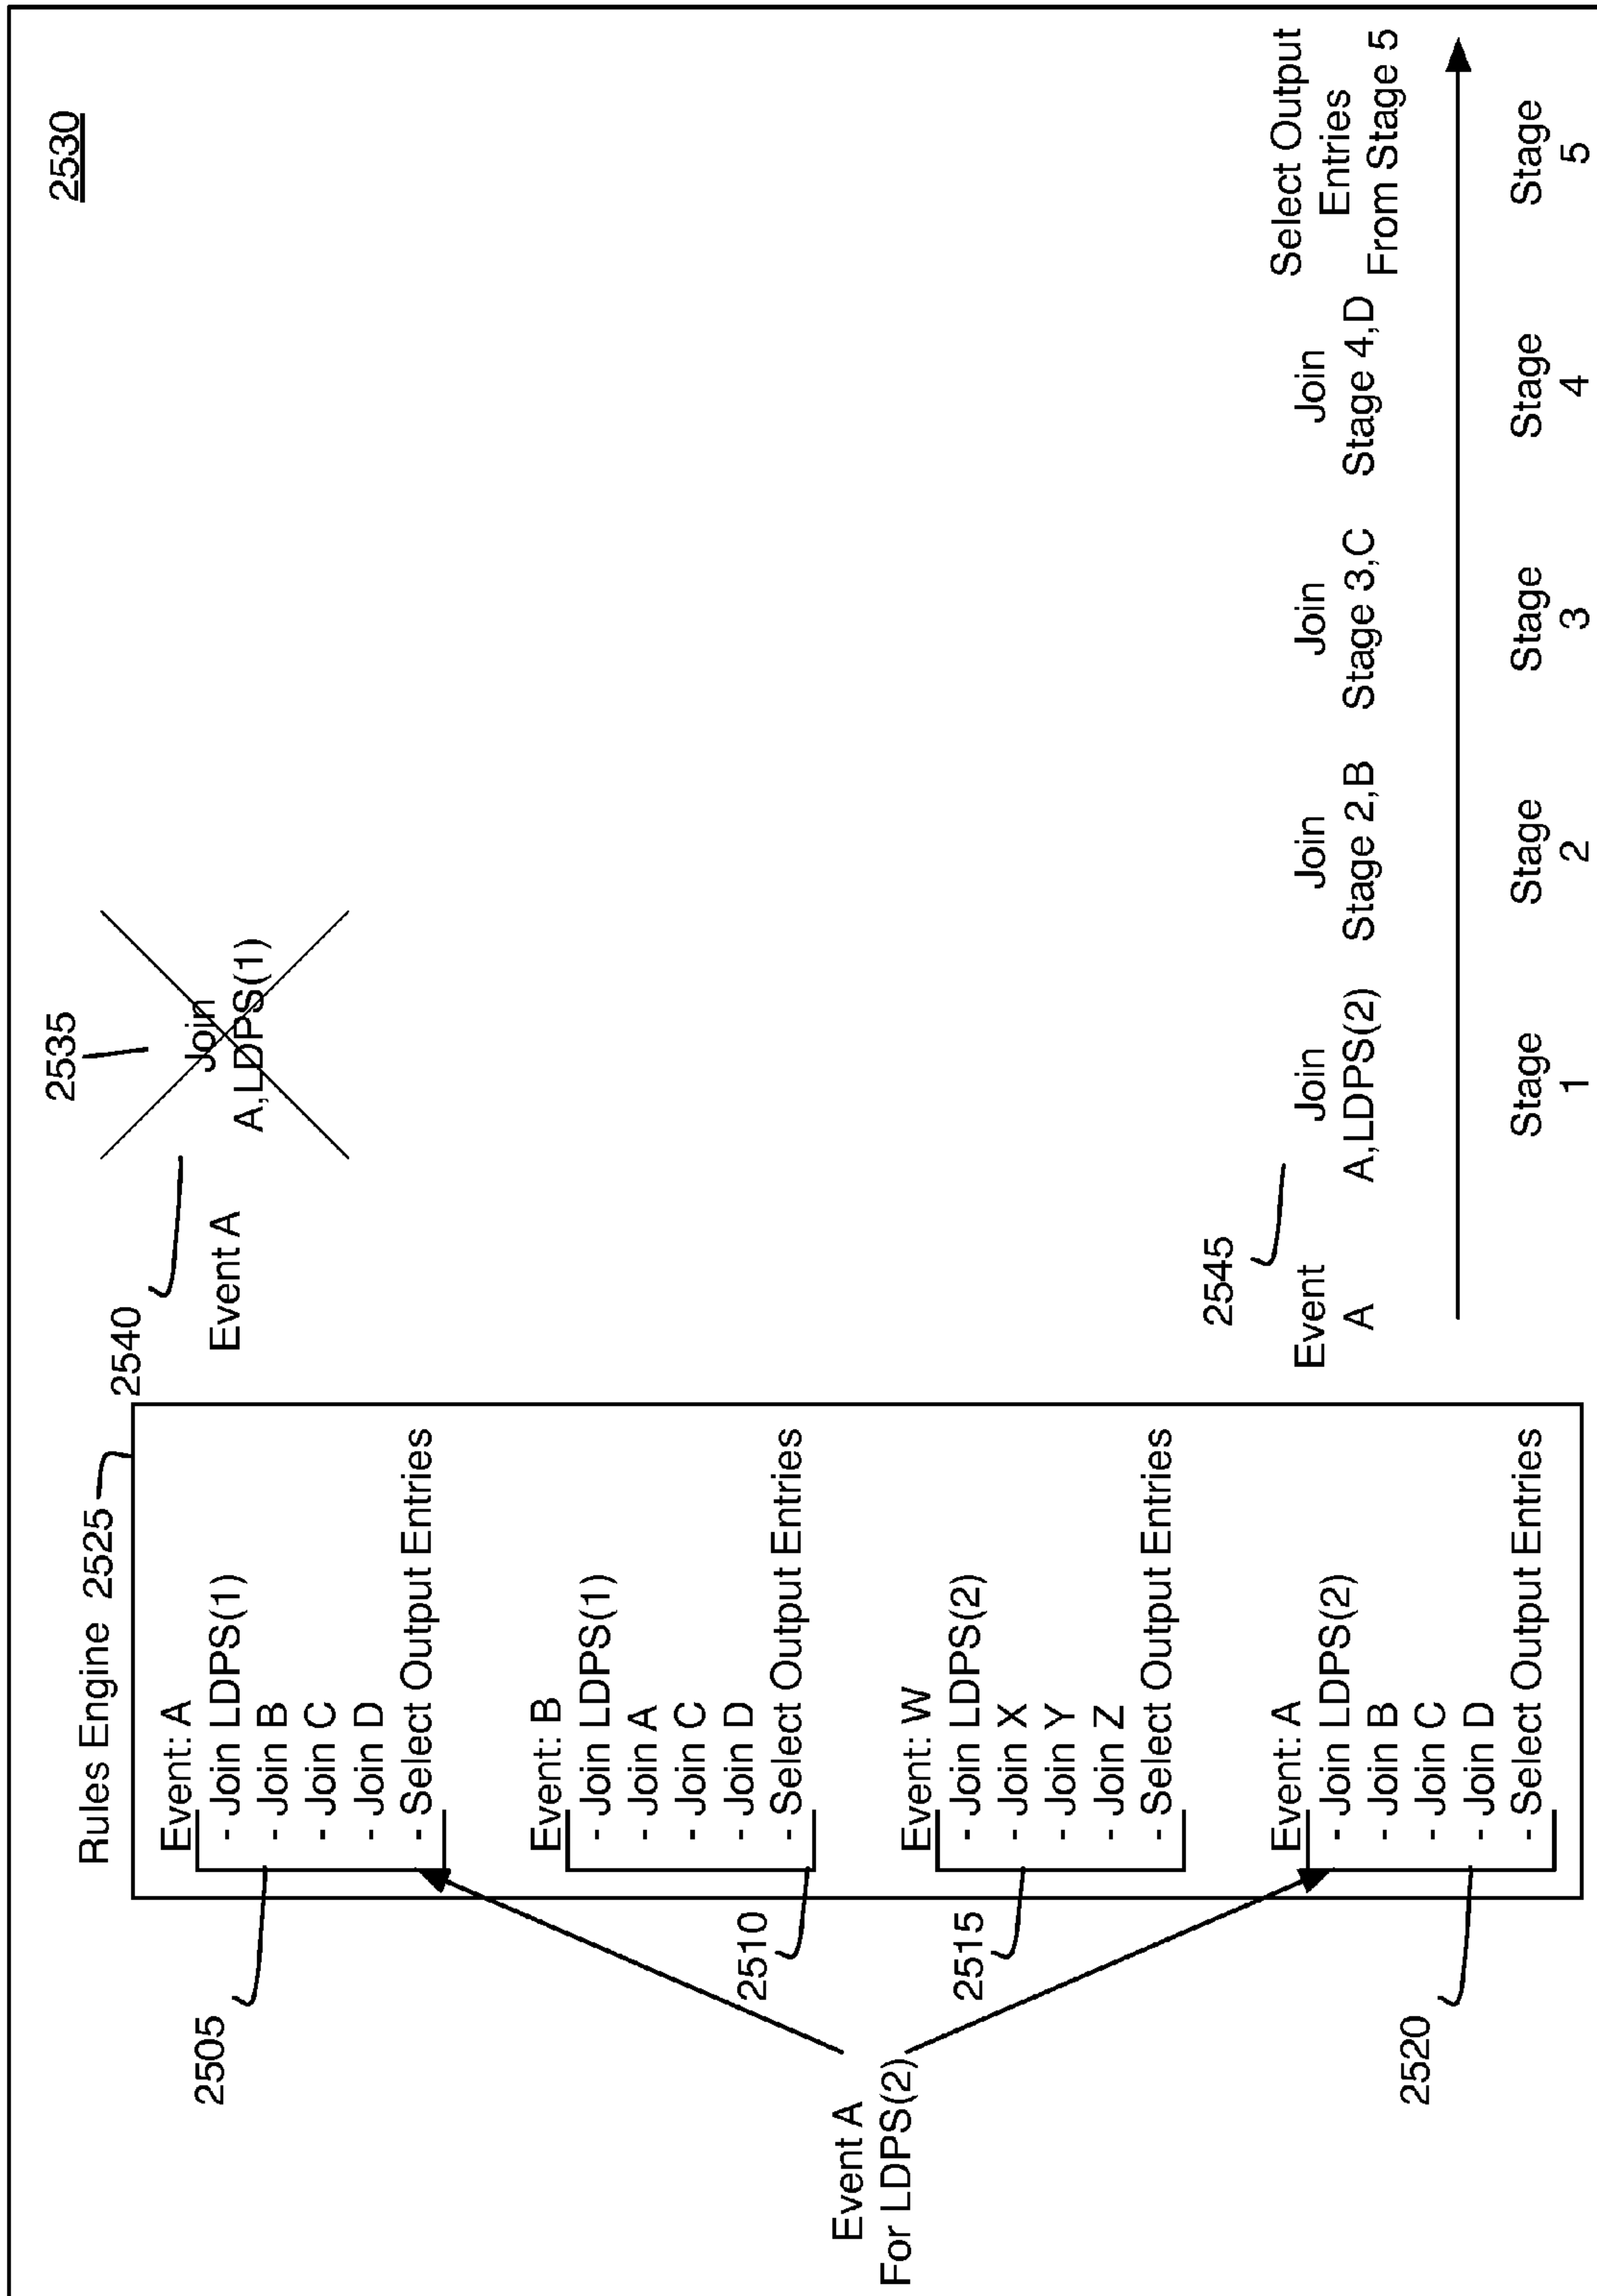 2530
Rules Engine 2525
2505
Event: A
- Join LDPS(1)
- Join B
- Join C
- Join D
- Select Output Entries
2510
Event: B
- Join LDPS(1)
- Join A
- Join C
- Join D
- Select Output Entries
Event A
For LDPS(2)
2515
Event: W
- Join LDPS(2)
- Join X
- Join Y
- Join Z
- Select Output Entries
2520
Event: A
- Join LDPS(2)
- Join B
- Join C
- Join D
- Select Output Entries
2540
Event A
2535
Join
A,LDPS(1)
2545
Event
A
Join
A,LDPS(2)
Join
Stage 2,B
Join
Stage 3,C
Join
Stage 4,D
Select Output
Entries
From Stage 5
Stage
1
Stage
2
Stage
3
Stage
4
Stage
5